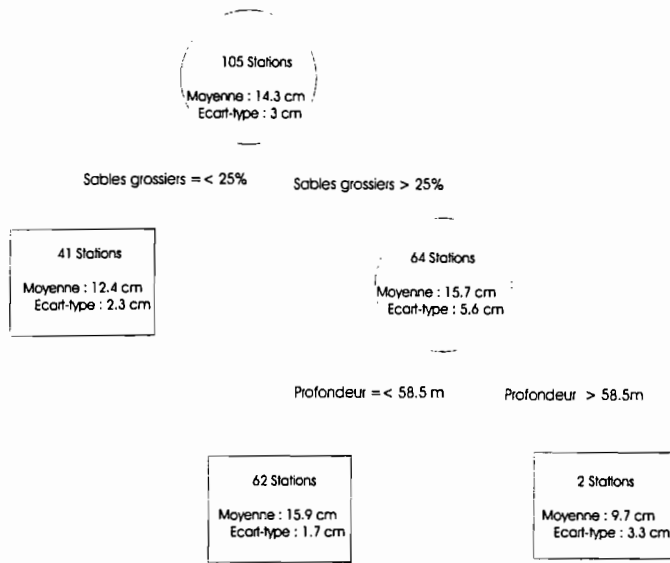 105 Stations
Moyenne : 14.3 cm
Ecart-type : 3 cm
Sables grossiers =< 25%
Sables grossiers > 25%
41 Stations
Moyenne : 12.4 cm
Ecart-type : 2.3 cm
64 Stations
Moyenne : 15.7 cm
Ecart-type : 5.6 cm
Profondeur =< 58.5 m
Profondeur > 58.5m
62 Stations
Moyenne : 15.9 cm
Ecart-type : 1.7 cm
2 Stations
Moyenne : 9.7 cm
Ecart-type : 3.3 cm